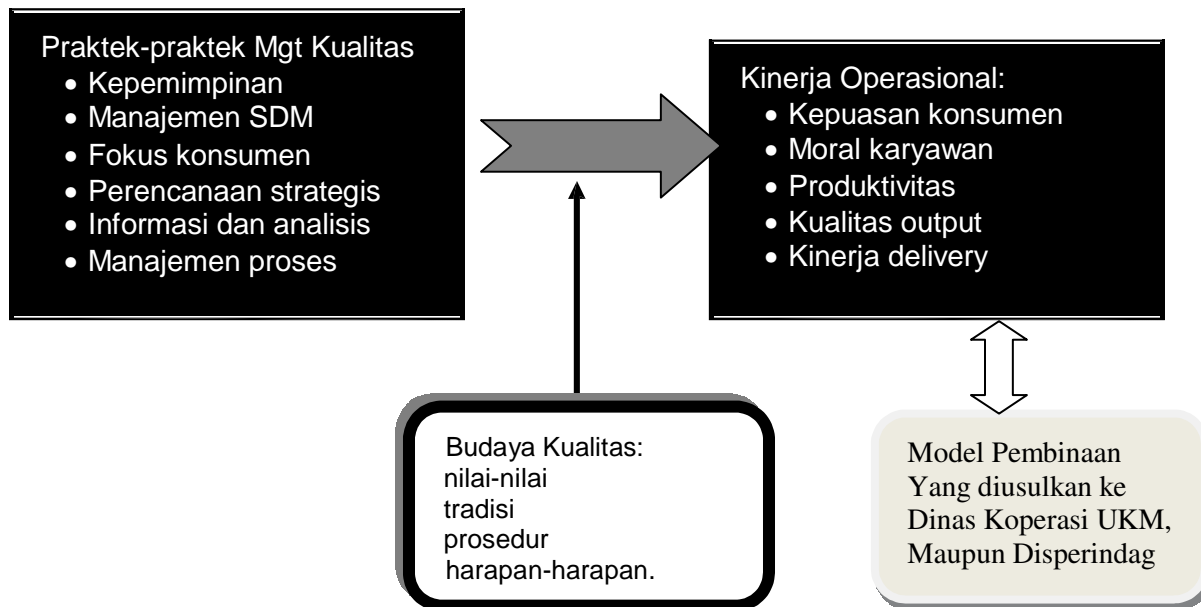 Praktek-praktek Mgt Kualitas
• Kepemimpinan
• Manajemen SDM
• Fokus konsumen
• Perencanaan strategis
• Informasi dan analisis
• Manajemen proses
Kinerja Operasional:
• Kepuasan konsumen
• Moral karyawan
• Produktivitas
• Kualitas output
• Kinerja delivery
Budaya Kualitas:
nilai-nilai
tradisi
prosedur
harapan-harapan.
Model Pembinaan
Yang diusulkan ke
Dinas Koperasi UKM,
Maupun Disperindag